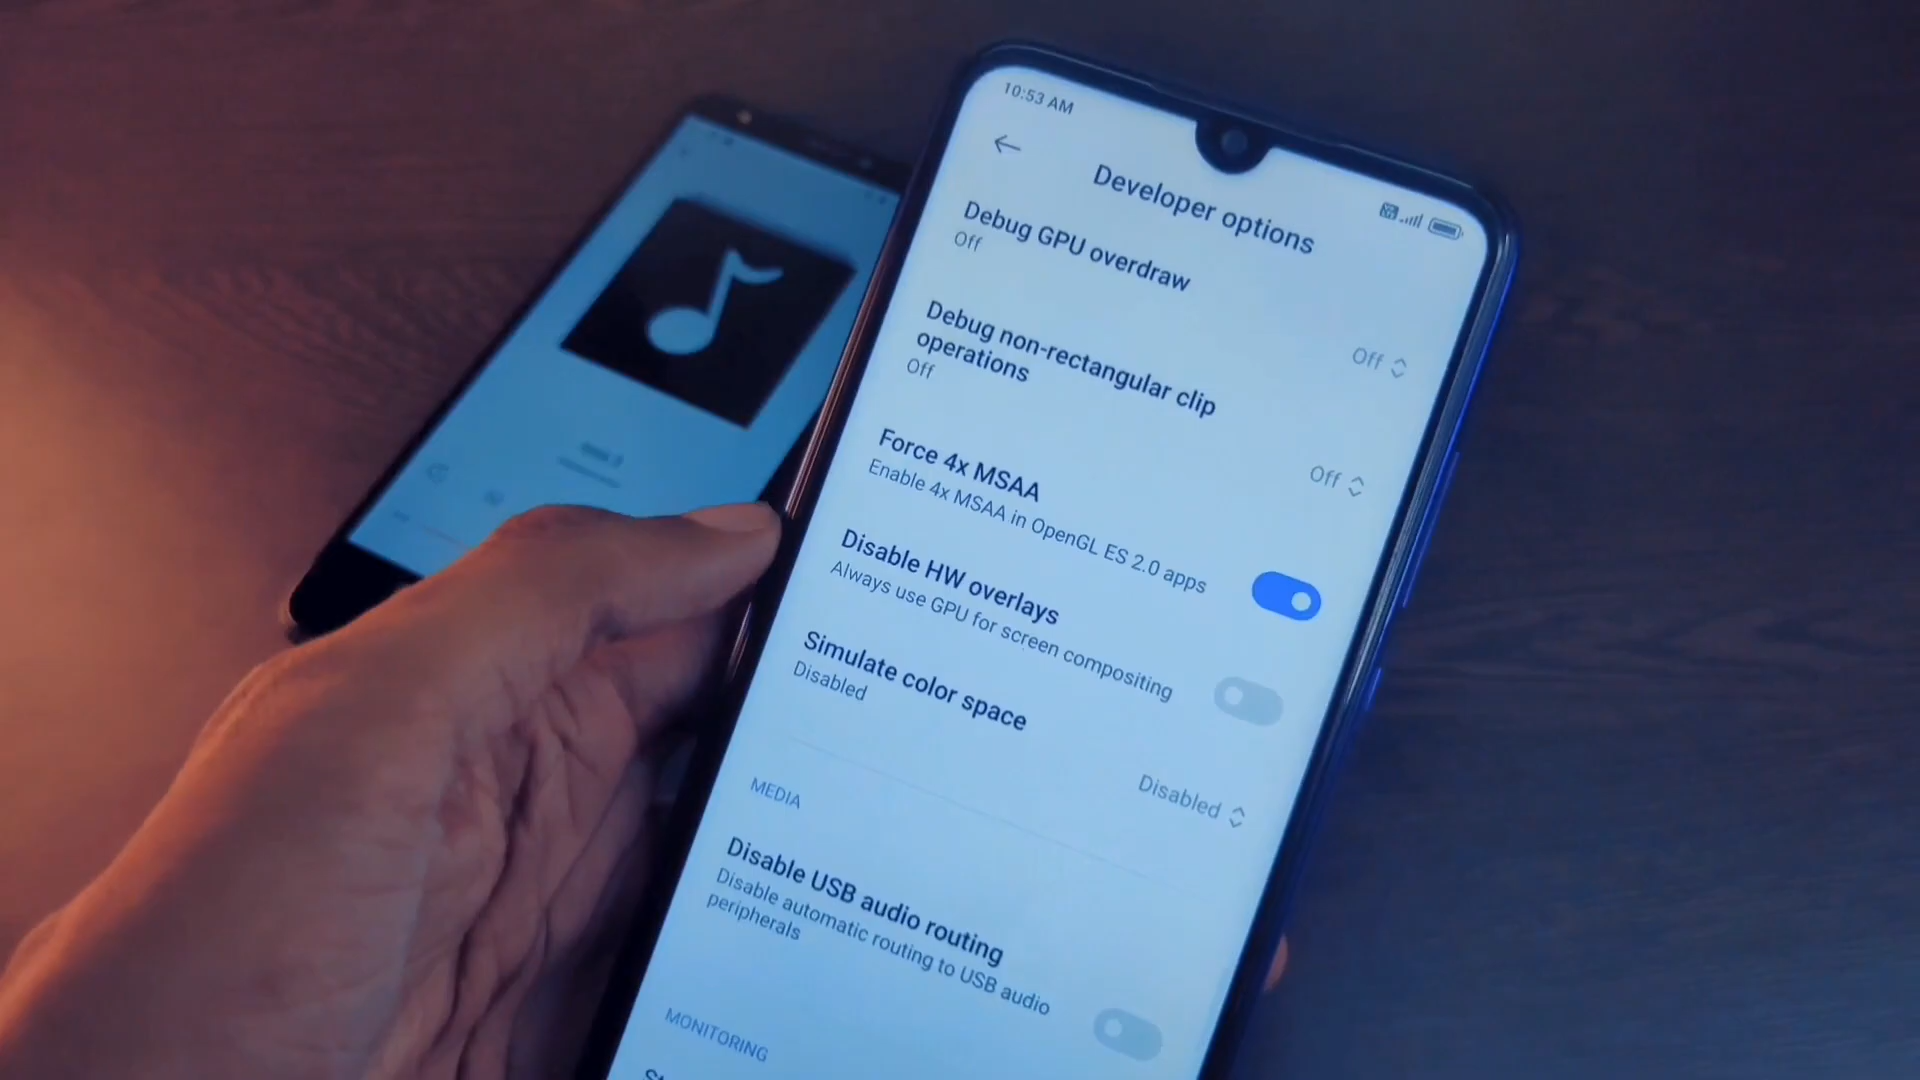 10:53 AM
Developer options
Debug GPU overdraw
Off
Off
Debug non-rectangular clip
operations
Off
Off
Force 4x MSAA
Enable 4x MSAA in OpenGL ES 2.0 apps
Disable HW overlays
Always use GPU for screen compositing
Simulate color space
Disabled
Disabled
MEDIA
Disable USB audio routing
Disable automatic routing to USB audio
peripherals
MONITORING